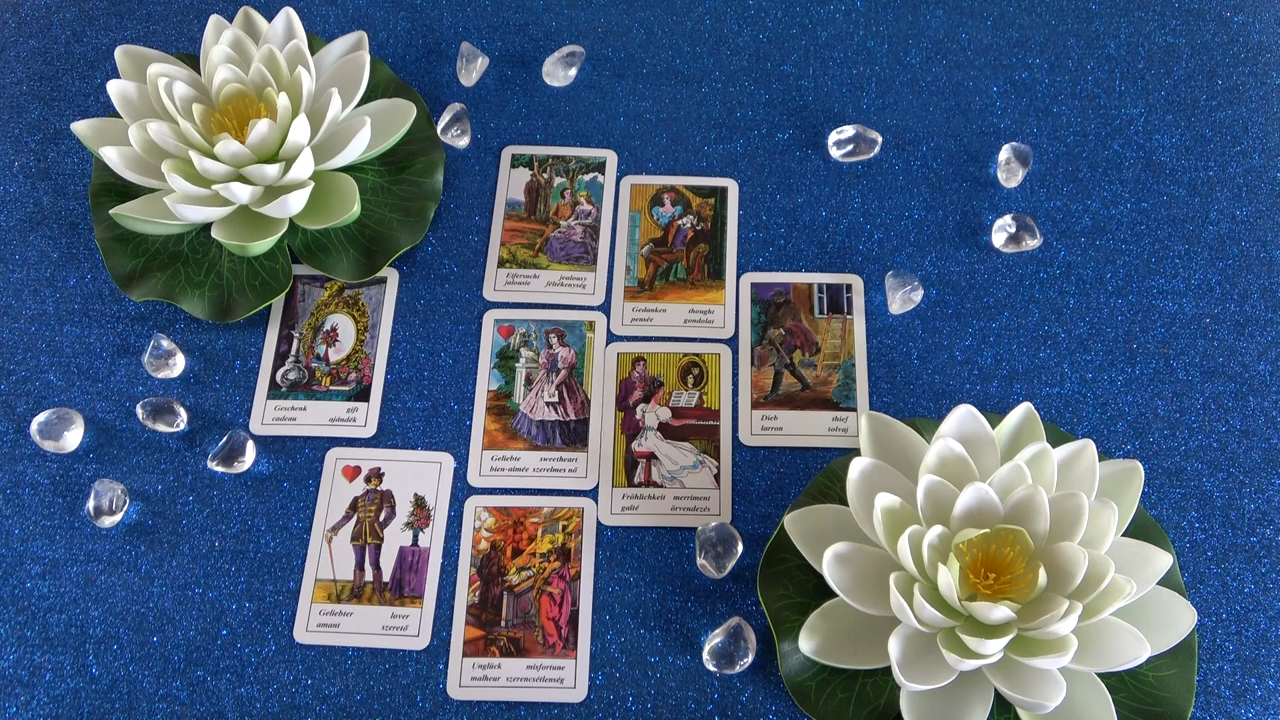 Eifersucht jealousy
jalousie féltékenység
Gedanken thought
pensée gondolat
Geschenk gift
cadeau ajándék
Geliebte sweetheart
bien-aimée szerelmes nő
Fröhlichkeit merriment
gaîté örvendezés
Dieb thief
larron tolvaj
Geliebter lover
amant szerető
Unglück misfortune
malheur szerencsétlenség